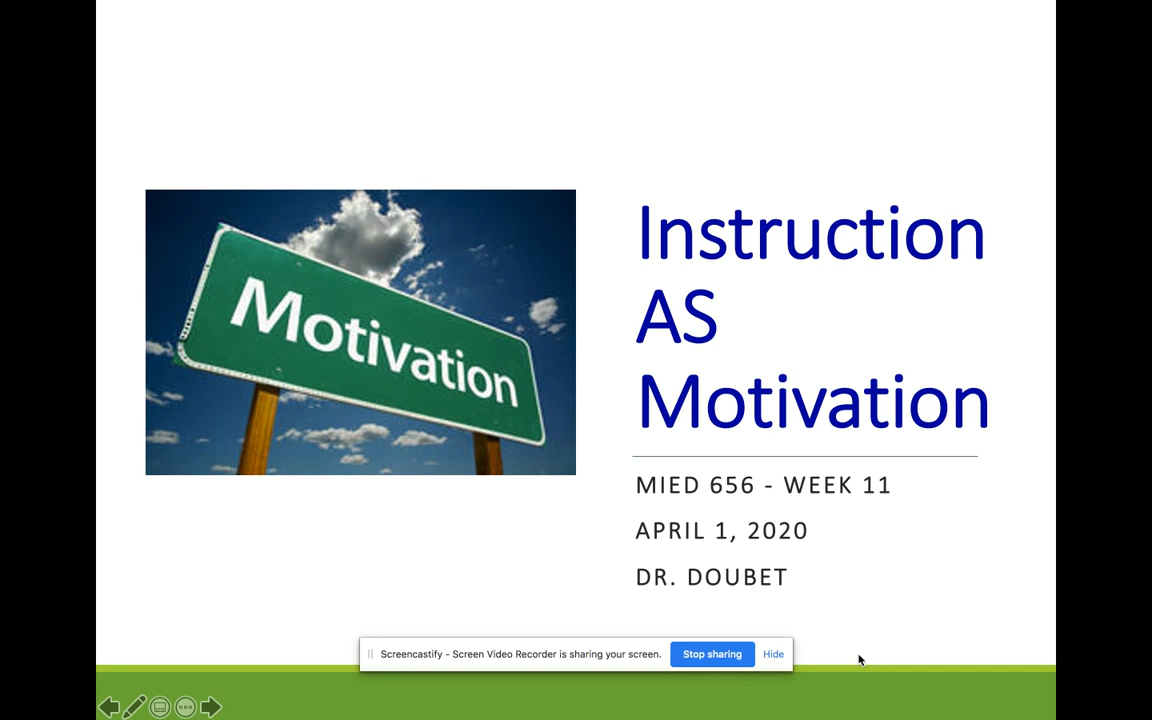 Motivation
Instruction
AS
Motivation
MIED 656 - WEEK 11
APRIL 1, 2020
DR. DOUBET
Screencastify - Screen Video Recorder is sharing your screen.
Stop sharing
Hide